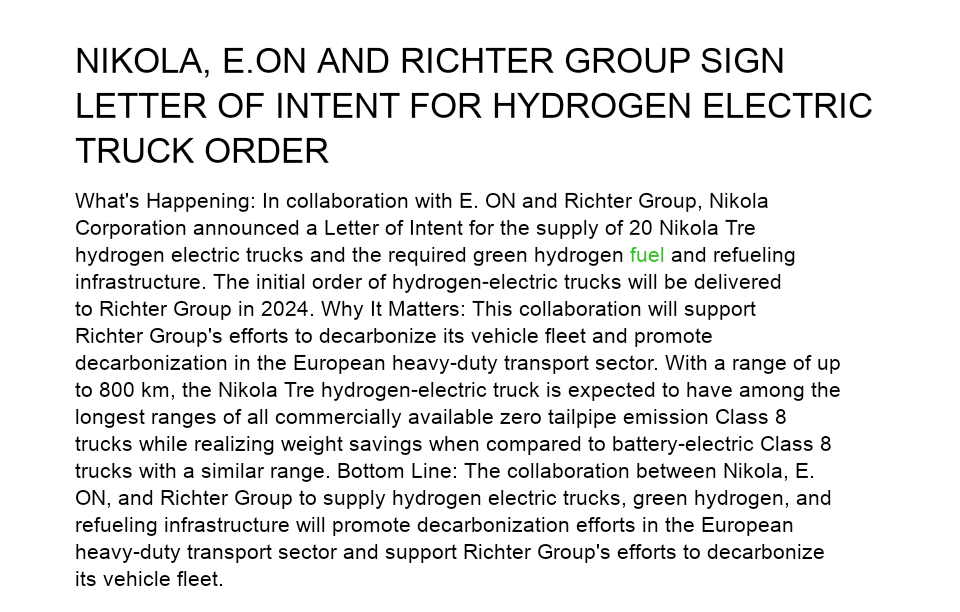 NIKOLA, E.ON AND RICHTER GROUP SIGN
LETTER OF INTENT FOR HYDROGEN ELECTRIC
TRUCK ORDER
What's Happening: In collaboration with E. ON and Richter Group, Nikola
Corporation announced a Letter of Intent for the supply of 20 Nikola Tre
hydrogen electric trucks and the required green hydrogen fuel and refueling
infrastructure. The initial order of hydrogen-electric trucks will be delivered
to Richter Group in 2024. Why It Matters: This collaboration will support
Richter Group's efforts to decarbonize its vehicle fleet and promote
decarbonization in the European heavy-duty transport sector. With a range of up
to 800 km, the Nikola Tre hydrogen-electric truck is expected to have among the
longest ranges of all commercially available zero tailpipe emission Class 8
trucks while realizing weight savings when compared to battery-electric Class 8
trucks with a similar range. Bottom Line: The collaboration between Nikola, E.
ON, and Richter Group to supply hydrogen electric trucks, green hydrogen, and
refueling infrastructure will promote decarbonization efforts in the European
heavy-duty transport sector and support Richter Group's efforts to decarbonize
its vehicle fleet.